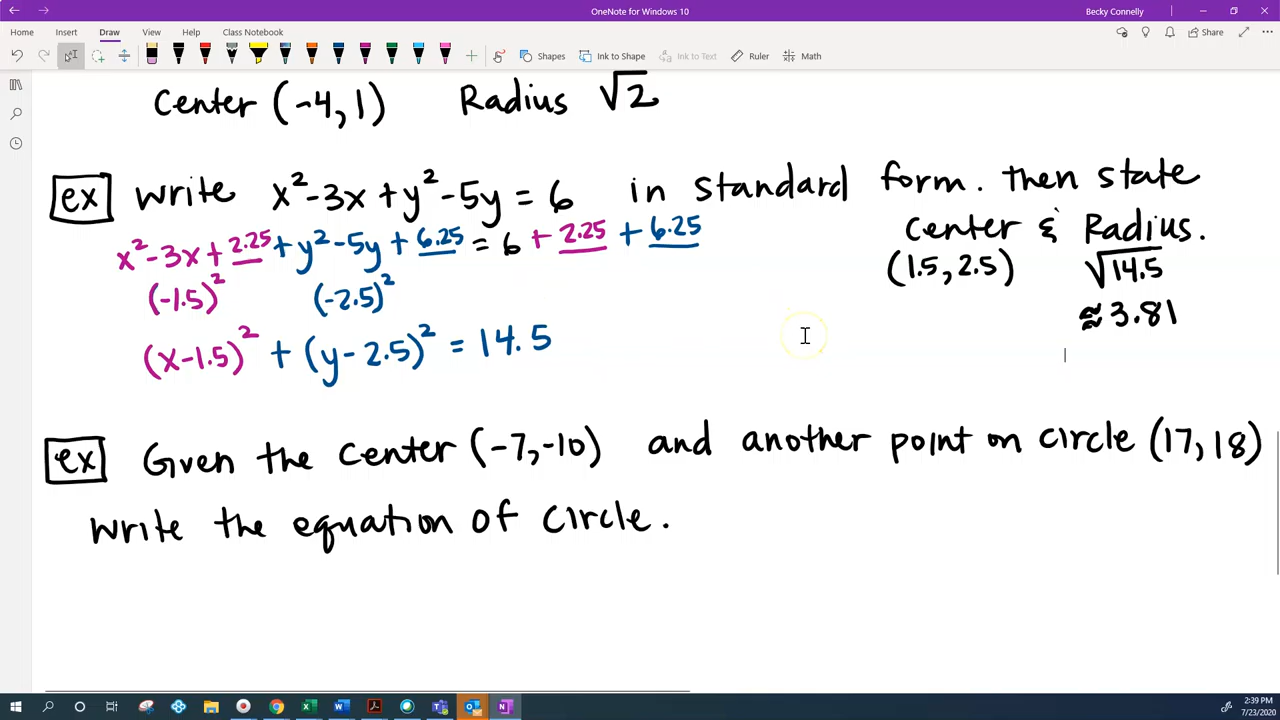 OneNote for Windows 10
Becky Connelly
Home Insert Draw View Help Class Notebook Share
Shapes Ink to Shape Ink to Text Ruler Math
Center (-4, 1) Radius √2
ex Write x²-3x+y²-5y = 6 in standard form. Then state
Center & Radius.
x²-3x+2.25+y²-5y+6.25 = 6 + 2.25 + 6.25
(1.5, 2.5) √14.5
(-1.5)² (-2.5)²
≈ 3.81
(x-1.5)² + (y-2.5)² = 14.5
ex Given the center (-7,-10) and another point on circle (17, 18)
Write the equation of circle.
2:39 PM
7/23/2020